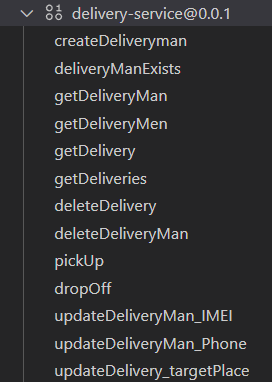 delivery-service@0.0.1
createDeliveryman
deliveryManExists
getDeliveryMan
getDeliveryMen
getDelivery
getDeliveries
deleteDelivery
deleteDeliveryMan
pickUp
dropOff
updateDeliveryMan_IMEI
updateDeliveryMan_Phone
updateDelivery_targetPlace